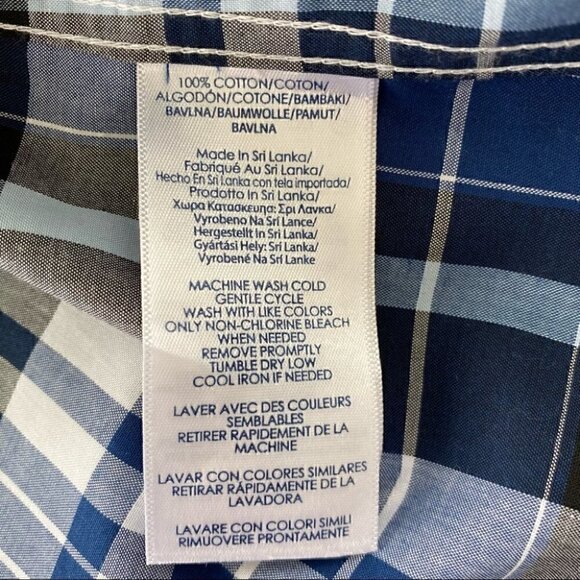 100% COTTON/COTON/
ALGODÓN/COTONE/BAMBAKI/
BAVLNA/BAUMWOLLE/PAMUT/
BAVLNA
Made In Sri Lanka/
Fabriqué Au Sri Lanka/
Hecho En Sri Lanka con tela importada/
Prodotto In Sri Lanka/
Χωρα Κατασκευησ: Σρι Λανκα/
Vyrobeno Na Sri Lance/
Hergestellt In Sri Lanka/
Gyártási Hely: Sri Lanka/
Vyrobené Na Sri Lanke
MACHINE WASH COLD
GENTLE CYCLE
WASH WITH LIKE COLORS
ONLY NON-CHLORINE BLEACH
WHEN NEEDED
REMOVE PROMPTLY
TUMBLE DRY LOW
COOL IRON IF NEEDED
LAVER AVEC DES COULEURS
SEMBLABLES
RETIRER RAPIDEMENT DE LA
MACHINE
LAVAR CON COLORES SIMILARES
RETIRAR RÁPIDAMENTE DE LA
LAVADORA
LAVARE CON COLORI SIMILI
RIMUOVERE PRONTAMENTE